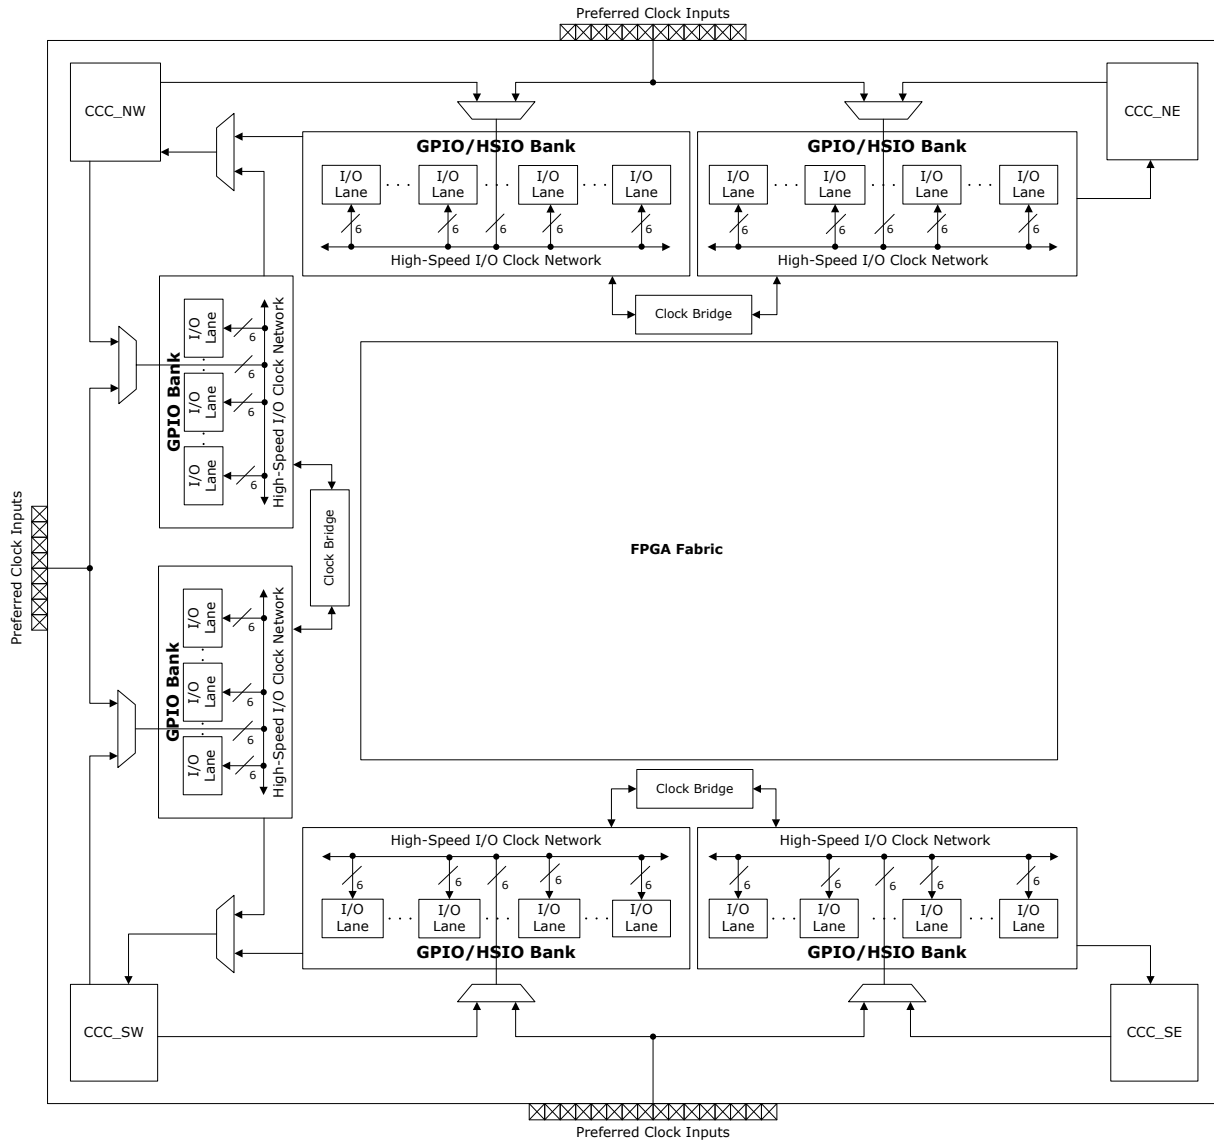 Preferred Clock Inputs
CCC_NW
CCC_NE
GPIO/HSIO Bank
I/O
Lane
. . .
I/O
Lane
. . .
I/O
Lane
. . .
I/O
Lane
6
6
6
6
6
High-Speed I/O Clock Network
GPIO/HSIO Bank
I/O
Lane
. . .
I/O
Lane
. . .
I/O
Lane
. . .
I/O
Lane
6
6
6
6
6
High-Speed I/O Clock Network
Clock Bridge
GPIO Bank
I/O
Lane
. . .
I/O
Lane
. . .
I/O
Lane
6
6
6
6
High-Speed I/O Clock Network
Clock Bridge
Preferred Clock Inputs
FPGA Fabric
GPIO Bank
I/O
Lane
. . .
I/O
Lane
. . .
I/O
Lane
6
6
6
6
High-Speed I/O Clock Network
Clock Bridge
High-Speed I/O Clock Network
6
6
6
6
6
I/O
Lane
. . .
I/O
Lane
. . .
I/O
Lane
. . .
I/O
Lane
GPIO/HSIO Bank
High-Speed I/O Clock Network
6
6
6
6
6
I/O
Lane
. . .
I/O
Lane
. . .
I/O
Lane
. . .
I/O
Lane
GPIO/HSIO Bank
CCC_SW
CCC_SE
Preferred Clock Inputs